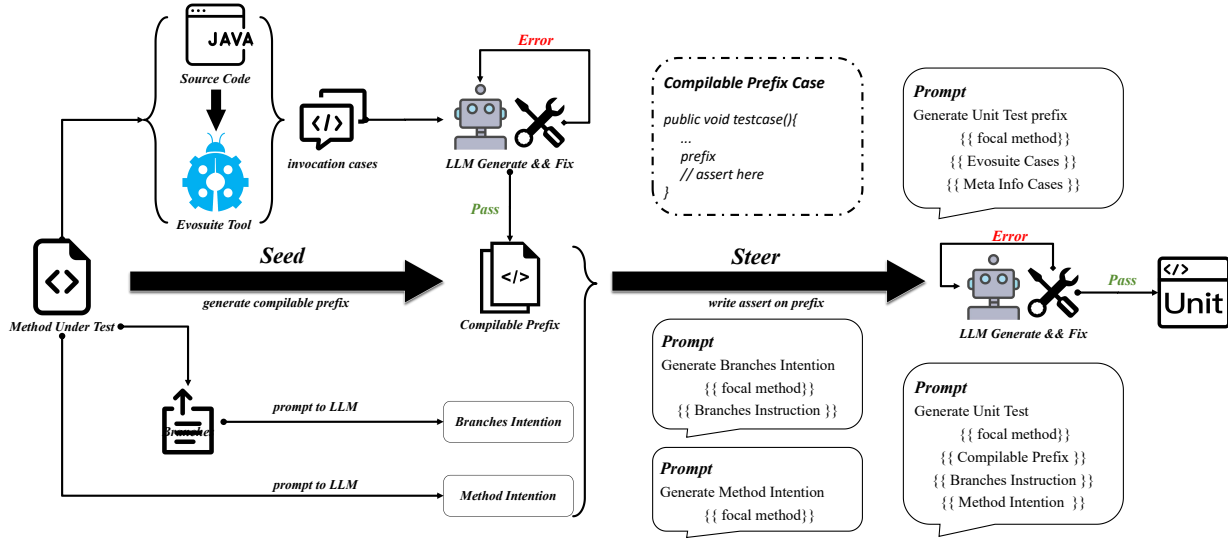 JAVA
Source Code
Evosuite Tool
invocation cases
Error
LLM Generate && Fix
Pass
Compilable Prefix Case
public void testcase(){
...
prefix
// assert here
}
Prompt
Generate Unit Test prefix
{{ focal method}}
{{ Evosuite Cases }}
{{ Meta Info Cases }}
Method Under Test
Seed
generate compilable prefix
</>
Compilable Prefix
Steer
write assert on prefix
Error
LLM Generate && Fix
Pass
</>
Unit
Branches
prompt to LLM
Branches Intention
prompt to LLM
Method Intention
Prompt
Generate Branches Intention
{{ focal method}}
{{ Branches Instruction }}
Prompt
Generate Method Intention
{{ focal method}}
Prompt
Generate Unit Test
{{ focal method}}
{{ Compilable Prefix }}
{{ Branches Instruction }}
{{ Method Intention }}